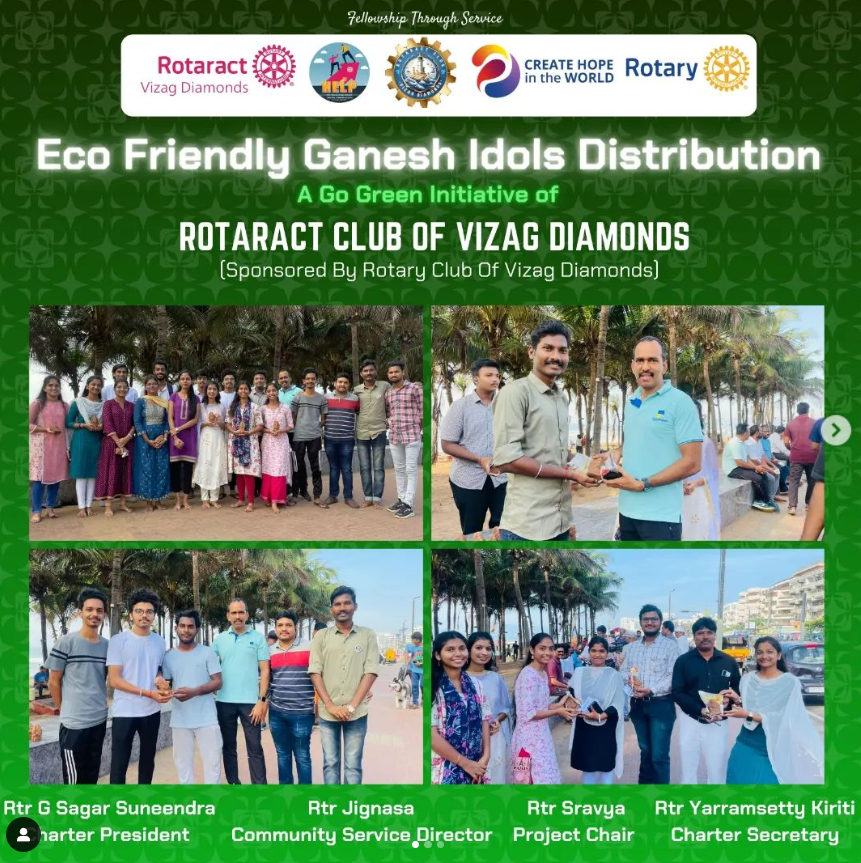 Fellowship Through Service
Rotaract
Vizag Diamonds
HELP
CREATE HOPE
in the WORLD
Rotary
Eco Friendly Ganesh Idols Distribution
A Go Green Initiative of
ROTARACT CLUB OF VIZAG DIAMONDS
(Sponsored By Rotary Club Of Vizag Diamonds)
Rtr G Sagar Suneendra
harter President
Rtr Jignasa
Community Service Director
Rtr Sravya
Project Chair
Rtr Yarramsetty Kiriti
Charter Secretary